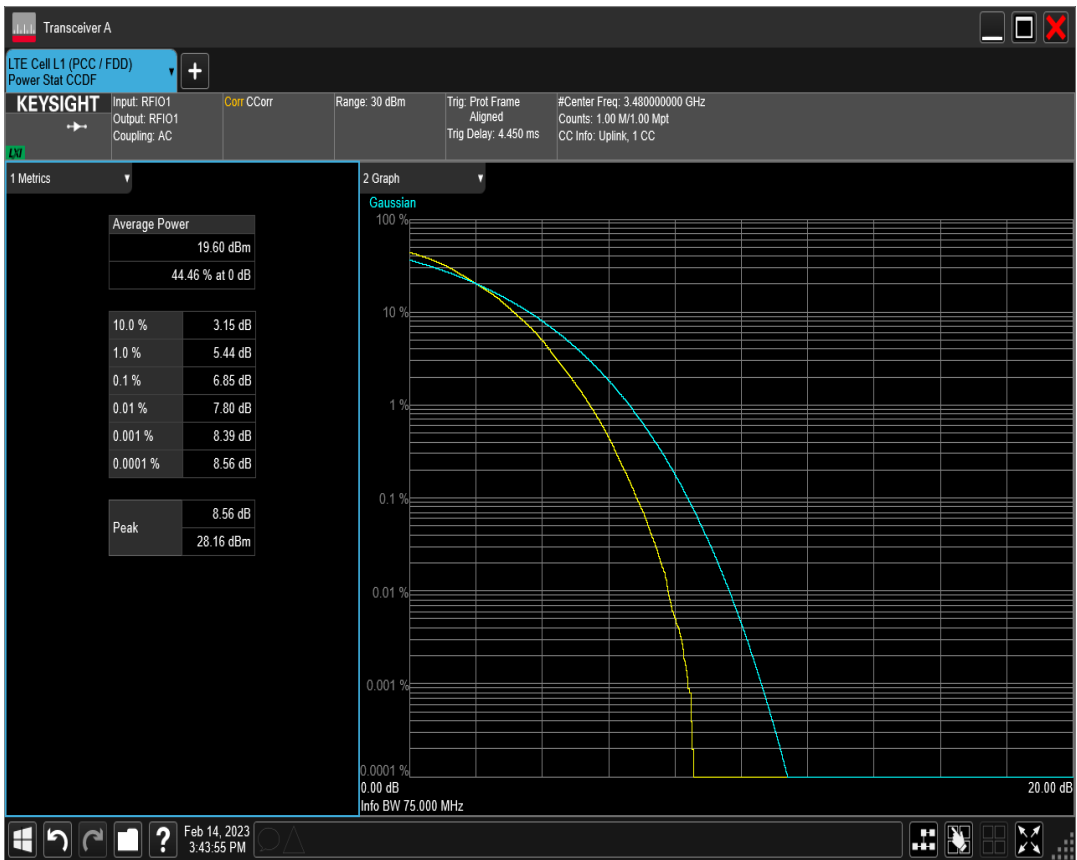 Transceiver A
LTE Cell L1 (PCC / FDD)
Power Stat CCDF
+
KEYSIGHT
LXI
Input: RFIO1
Output: RFIO1
Coupling: AC
Corr CCorr
Range: 30 dBm
Trig: Prot Frame
Aligned
Trig Delay: 4.450 ms
#Center Freq: 3.480000000 GHz
Counts: 1.00 M/1.00 Mpt
CC Info: Uplink, 1 CC
1 Metrics
Average Power
19.60 dBm
44.46 % at 0 dB
10.0 % 3.15 dB
1.0 % 5.44 dB
0.1 % 6.85 dB
0.01 % 7.80 dB
0.001 % 8.39 dB
0.0001 % 8.56 dB
Peak
8.56 dB
28.16 dBm
2 Graph
Gaussian
100 %
10 %
1 %
0.1 %
0.01 %
0.001 %
0.0001 %
0.00 dB 20.00 dB
Info BW 75.000 MHz
?
Feb 14, 2023
3:43:55 PM